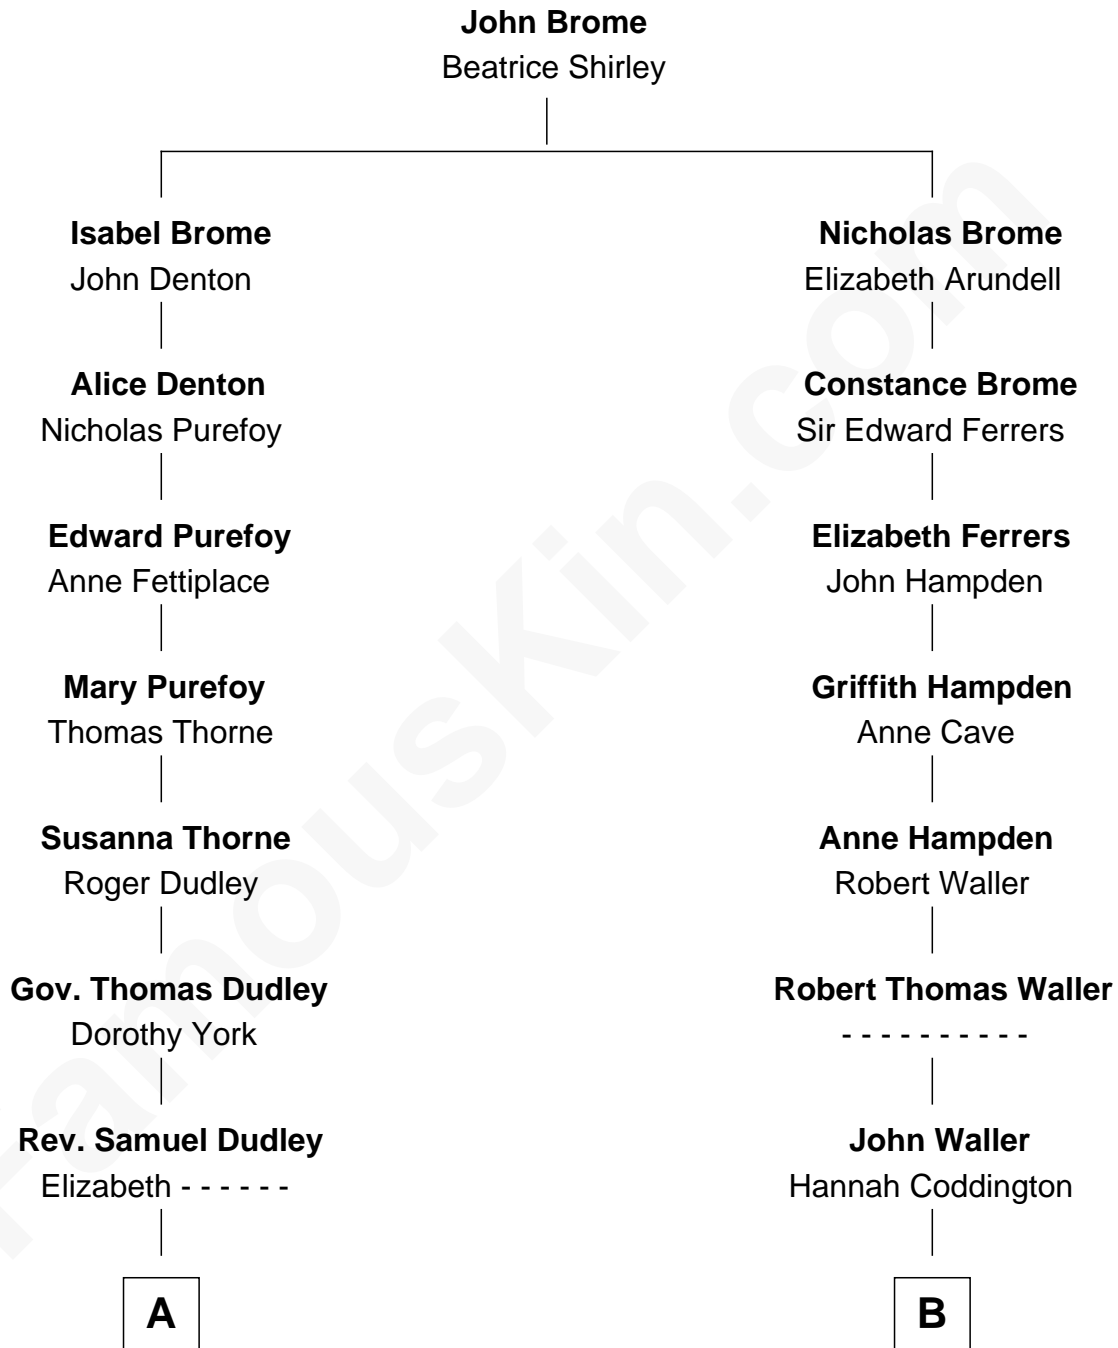 John Brome
Beatrice Shirley
Isabel Brome
John Denton
Nicholas Brome
Elizabeth Arundell
Alice Denton
Nicholas Purefoy
Constance Brome
Sir Edward Ferrers
Edward Purefoy
Anne Fettiplace
Elizabeth Ferrers
John Hampden
Mary Purefoy
Thomas Thorne
Griffith Hampden
Anne Cave
Susanna Thorne
Roger Dudley
Anne Hampden
Robert Waller
Gov. Thomas Dudley
Dorothy York
Robert Thomas Waller
- - - - - - - - - -
Rev. Samuel Dudley
Elizabeth - - - - - -
John Waller
Hannah Coddington
A
B
FamousKin.com